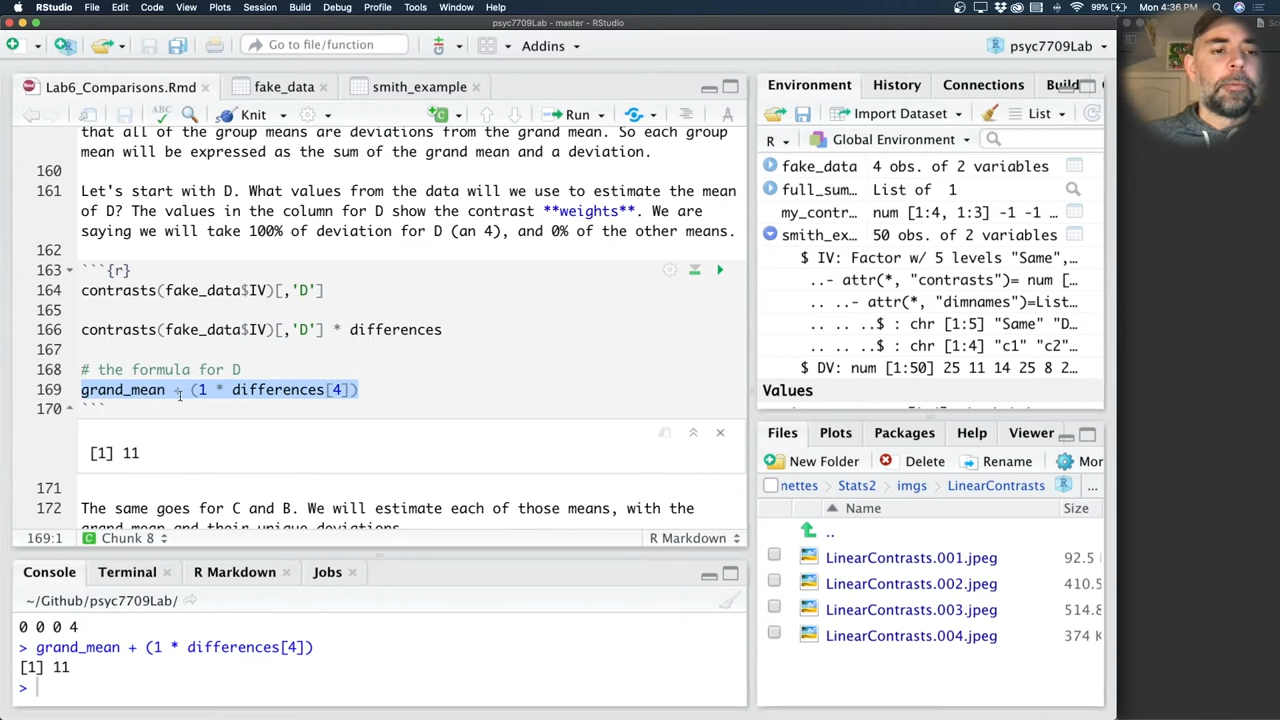 RStudio File Edit Code View Plots Session Build Debug Profile Tools Window Help 99% Mon 4:36 PM
psyc7709Lab - master - RStudio
Go to file/function Addins psyc7709Lab
Lab6_Comparisons.Rmd fake_data smith_example
Knit Run
that all of the group means are deviations from the grand mean. So each group
mean will be expressed as the sum of the grand mean and a deviation.
160
161 Let's start with D. What values from the data will we use to estimate the mean
of D? The values in the column for D show the contrast **weights**. We are
saying we will take 100% of deviation for D (an 4), and 0% of the other means.
162
163 ```{r}
164 contrasts(fake_data$IV)[,'D']
165
166 contrasts(fake_data$IV)[,'D'] * differences
167
168 # the formula for D
169 grand_mean + (1 * differences[4])
170 ```
[1] 11
171
172 The same goes for C and B. We will estimate each of those means, with the
grand mean and their unique deviations
169:1 Chunk 8 R Markdown
Console Terminal R Markdown Jobs
~/Github/psyc7709Lab/
0 0 0 4
> grand_mean + (1 * differences[4])
[1] 11
>
Environment History Connections Build
Import Dataset List
R Global Environment
fake_data 4 obs. of 2 variables
full_sum… List of 1
my_contr… num [1:4, 1:3] -1 -1 …
smith_ex… 50 obs. of 2 variables
$ IV: Factor w/ 5 levels "Same",…
..- attr(*, "contrasts")= num […
.. ..- attr(*, "dimnames")=List…
.. .. ..$ : chr [1:5] "Same" "D…
.. .. ..$ : chr [1:4] "c1" "c2"…
$ DV: num [1:50] 25 11 14 25 8 2…
Values
Files Plots Packages Help Viewer
New Folder Delete Rename Mor
nettes Stats2 imgs LinearContrasts ...
Name Size
..
LinearContrasts.001.jpeg 92.5 k
LinearContrasts.002.jpeg 410.5
LinearContrasts.003.jpeg 514.8
LinearContrasts.004.jpeg 374 K